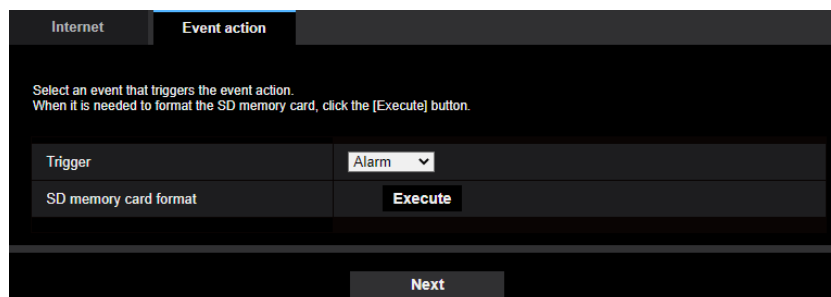 Internet
Event action
Select an event that triggers the event action.
When it is needed to format the SD memory card, click the [Execute] button.
Trigger
Alarm
SD memory card format
Execute
Next